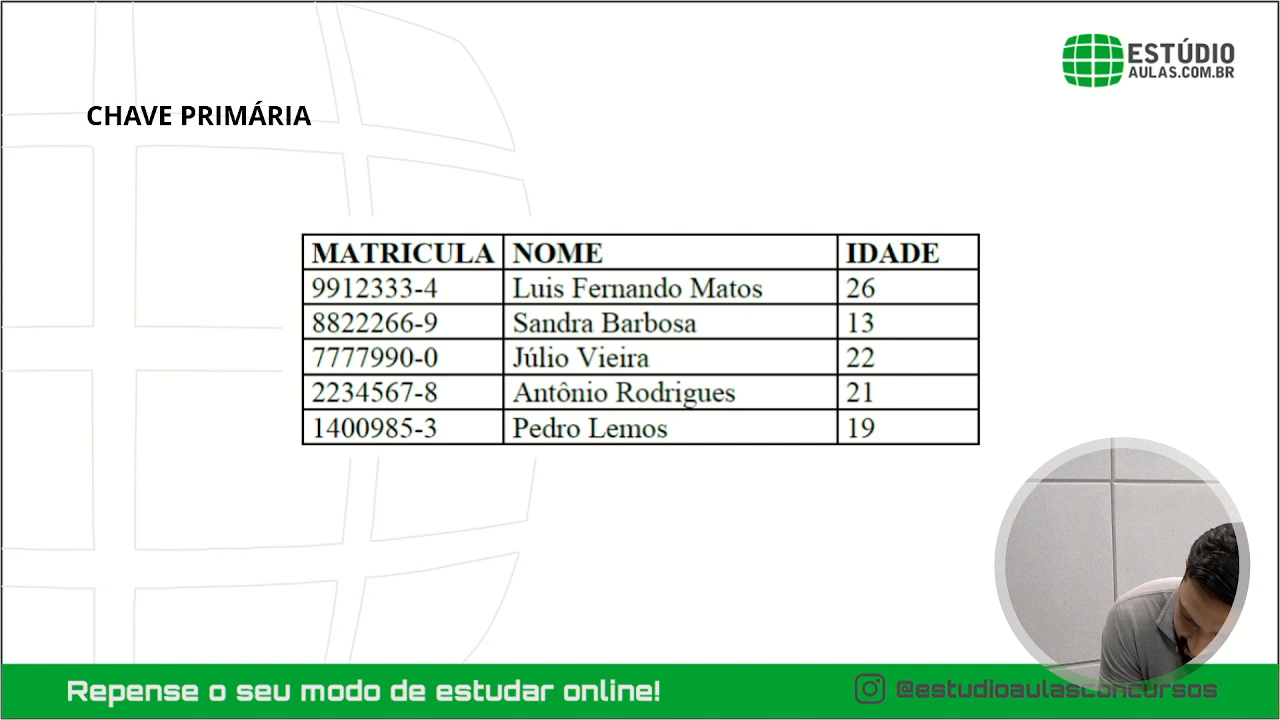 ESTÚDIO
AULAS.COM.BR
CHAVE PRIMÁRIA
MATRICULA NOME IDADE
9912333-4 Luis Fernando Matos 26
8822266-9 Sandra Barbosa 13
7777990-0 Júlio Vieira 22
2234567-8 Antônio Rodrigues 21
1400985-3 Pedro Lemos 19
Repense o seu modo de estudar online!
@estudioaulasconcursos